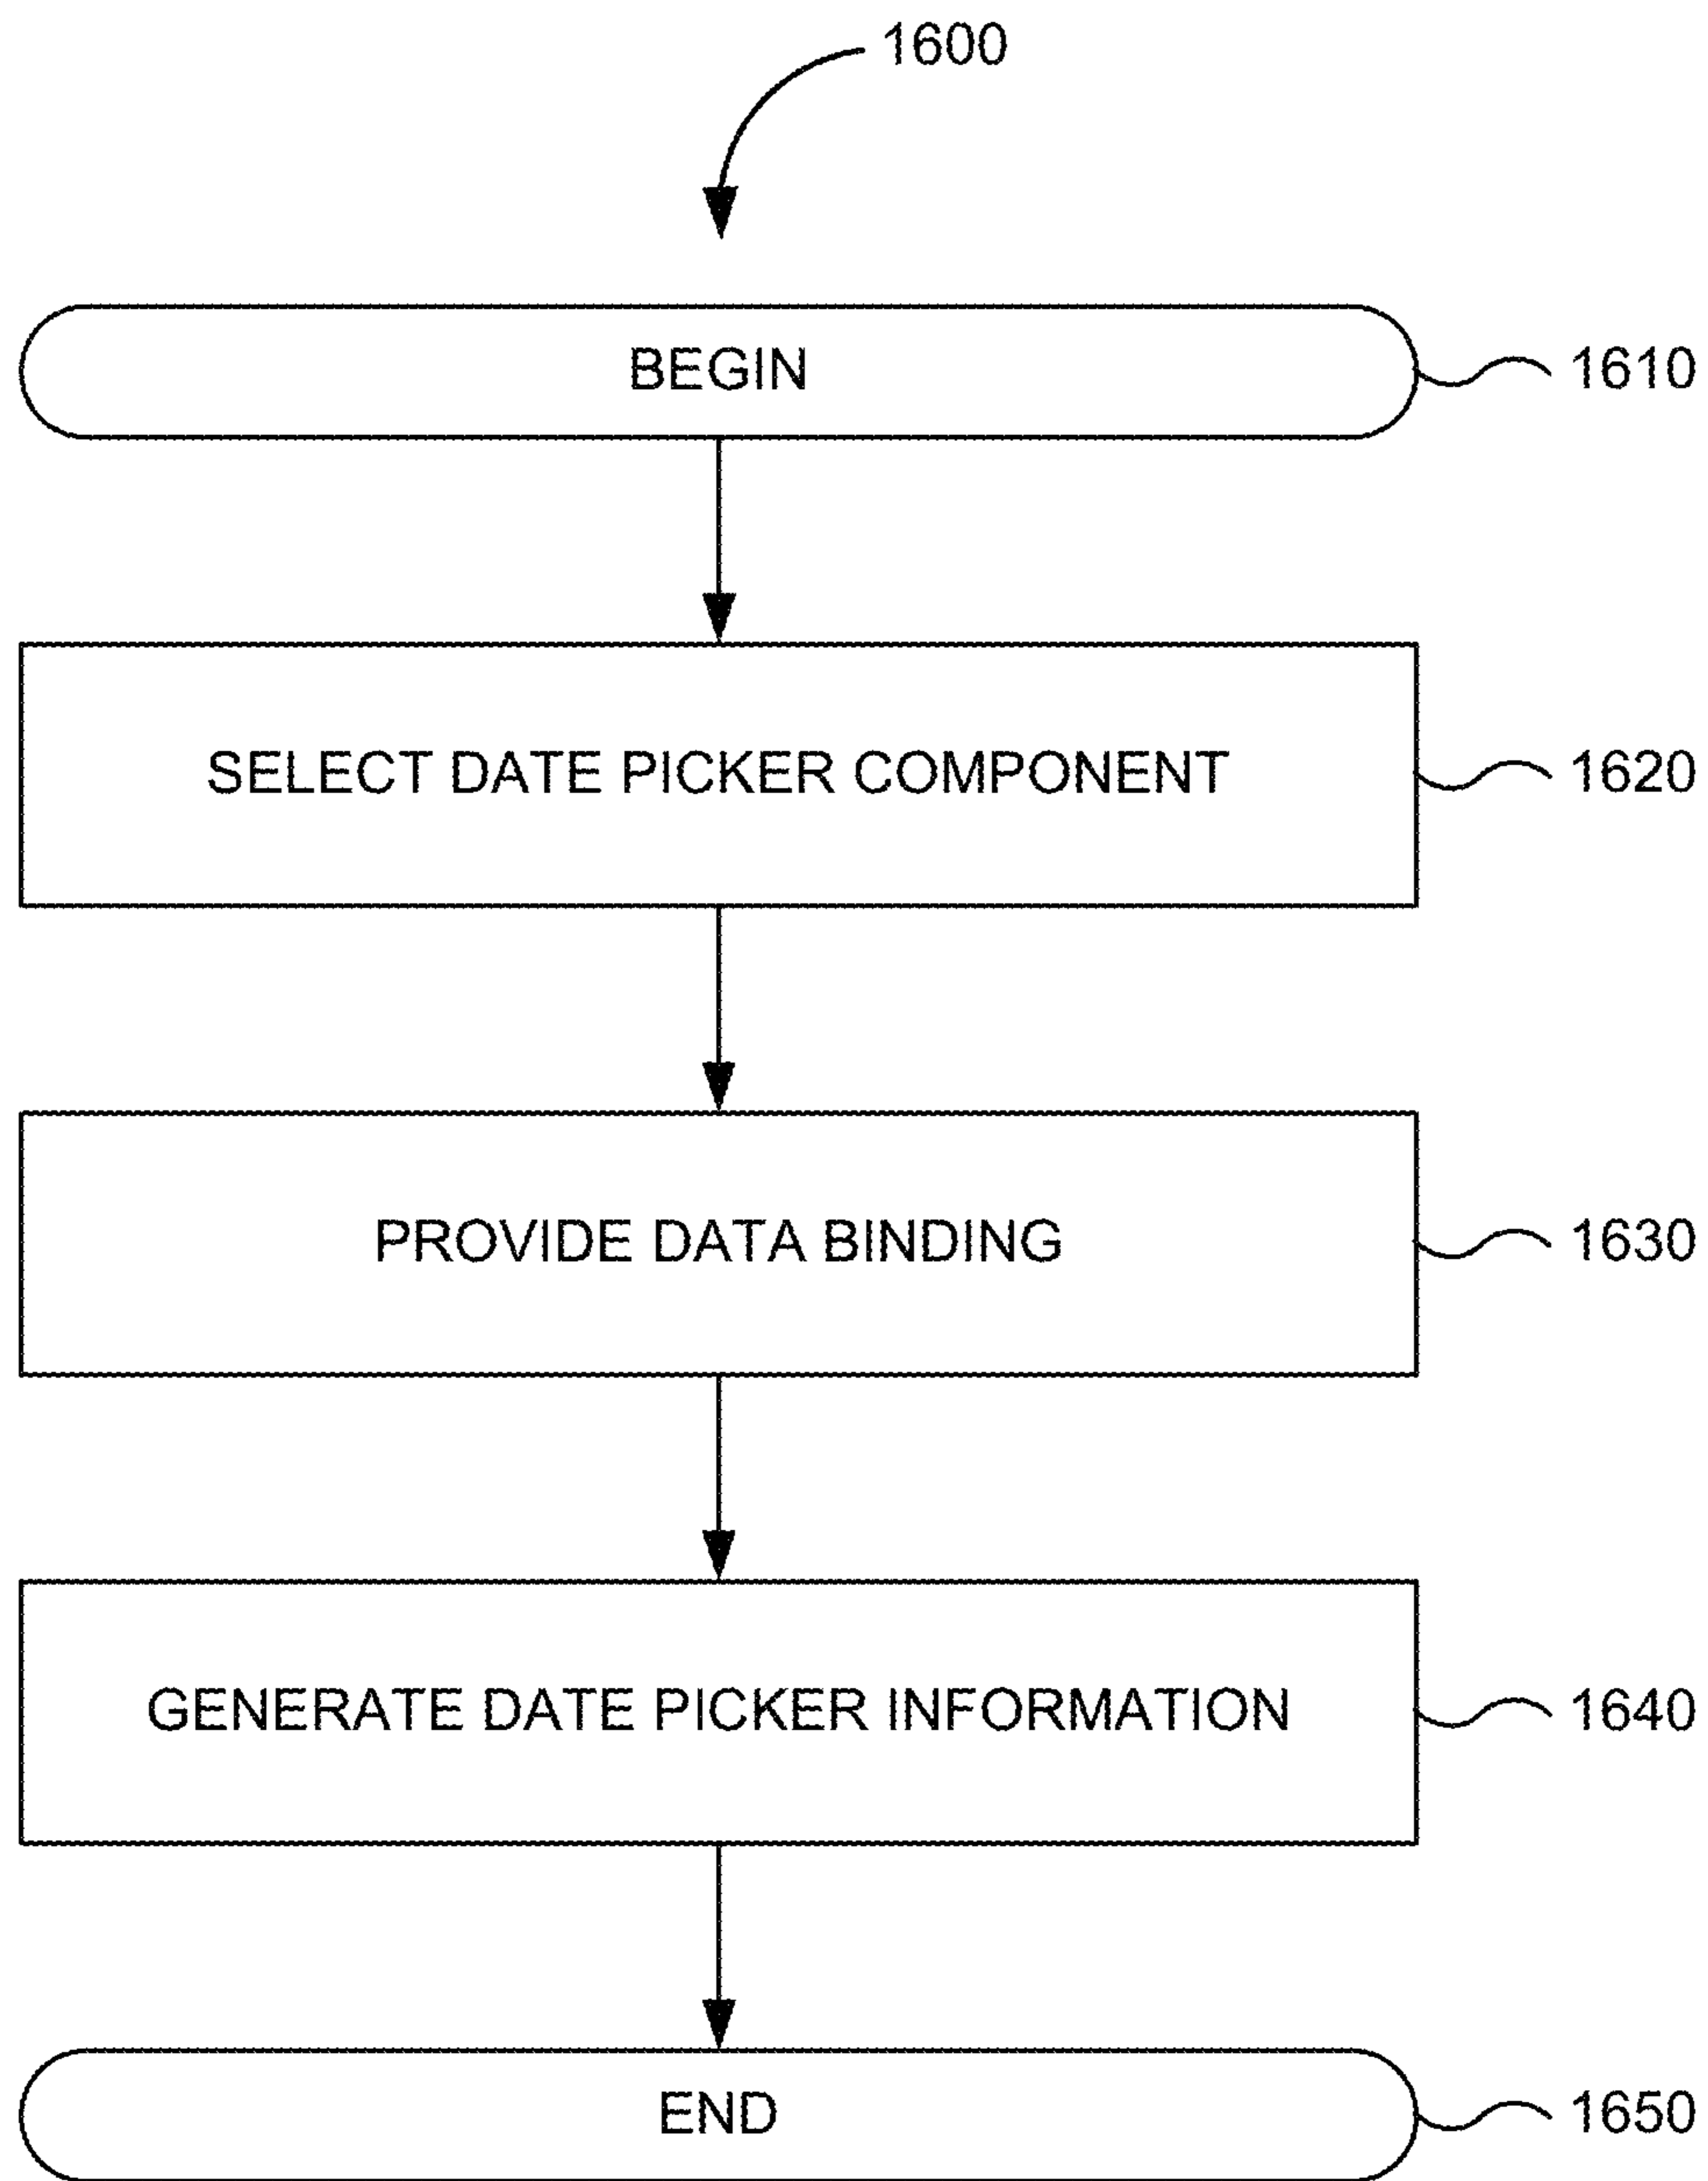 1600
BEGIN
1610
SELECT DATE PICKER COMPONENT
1620
PROVIDE DATA BINDING
1630
GENERATE DATE PICKER INFORMATION
1640
END
1650